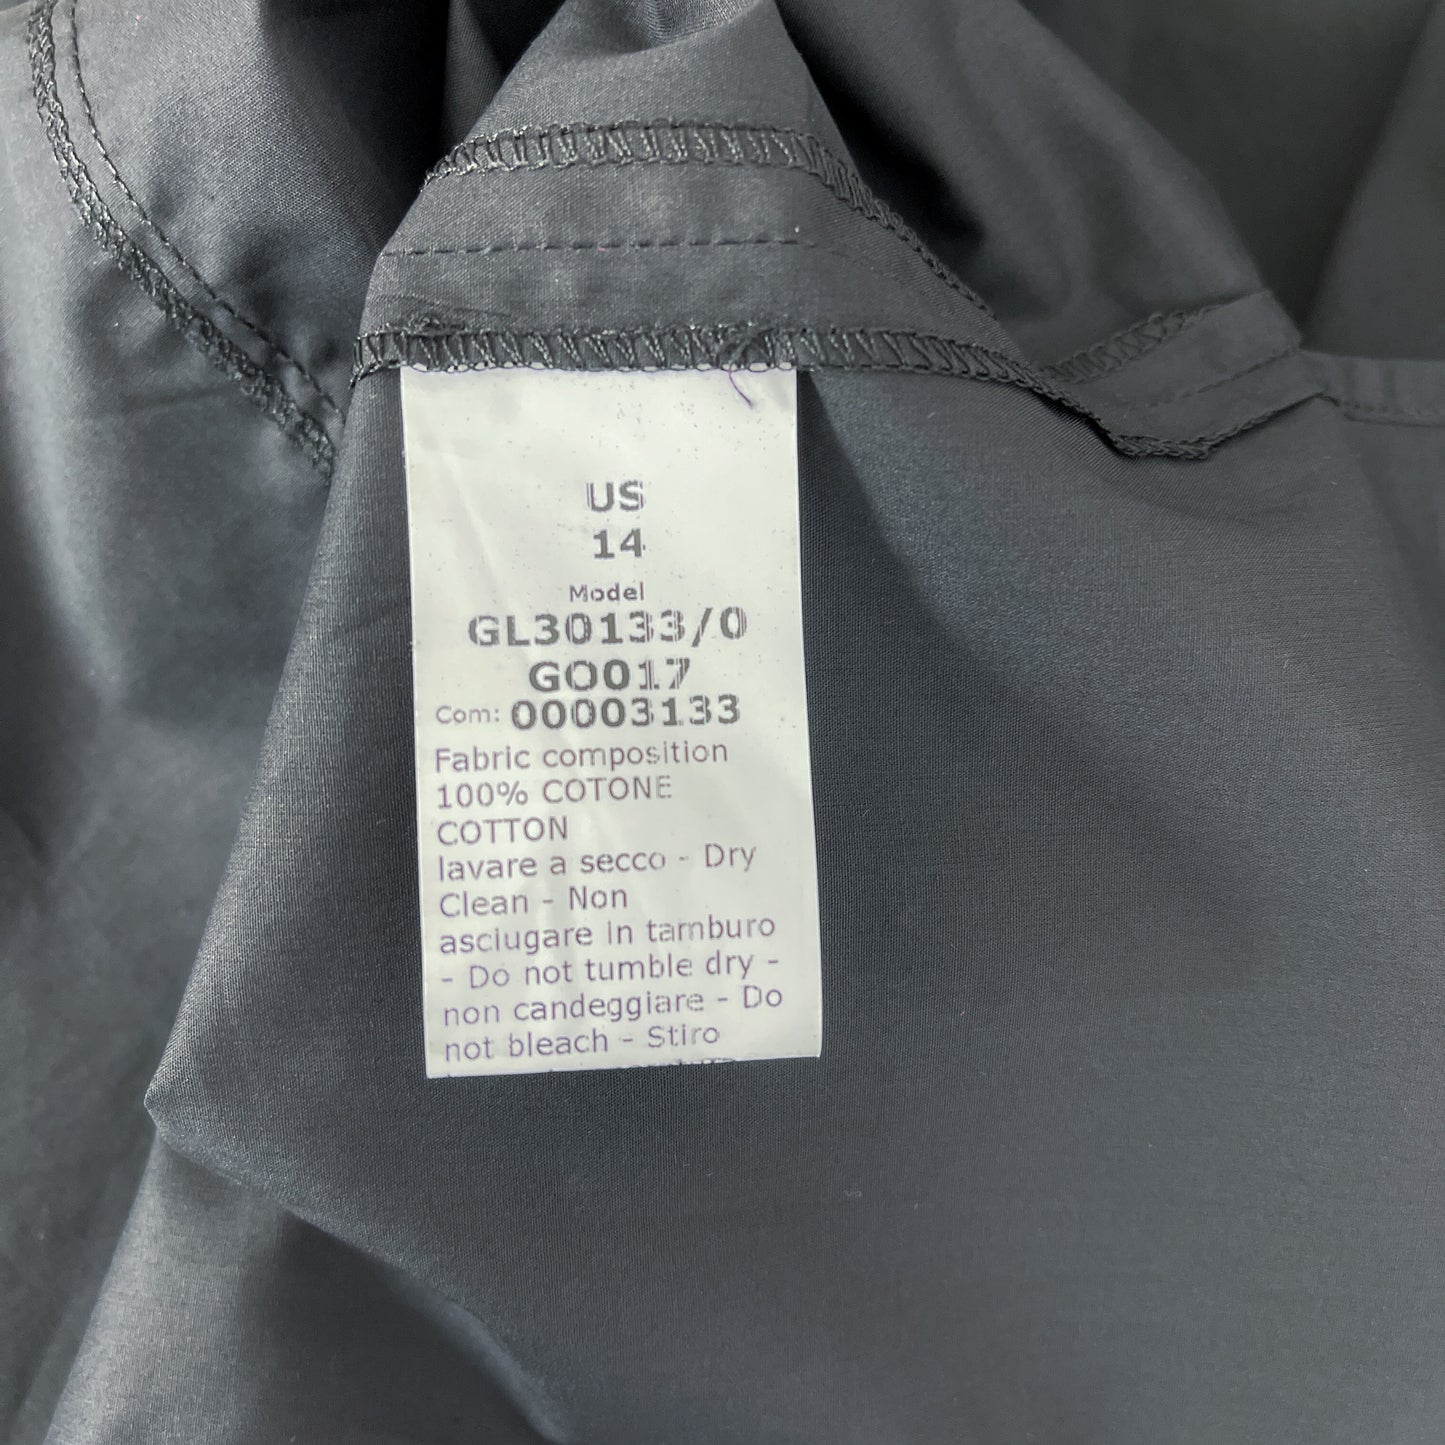 US
14
Model
GL30133/0
GO017
Com: 00003133
Fabric composition
100% COTONE
COTTON
lavare a secco - Dry
Clean - Non
asciugare in tamburo
- Do not tumble dry -
non candeggiare - Do
not bleach - Stiro